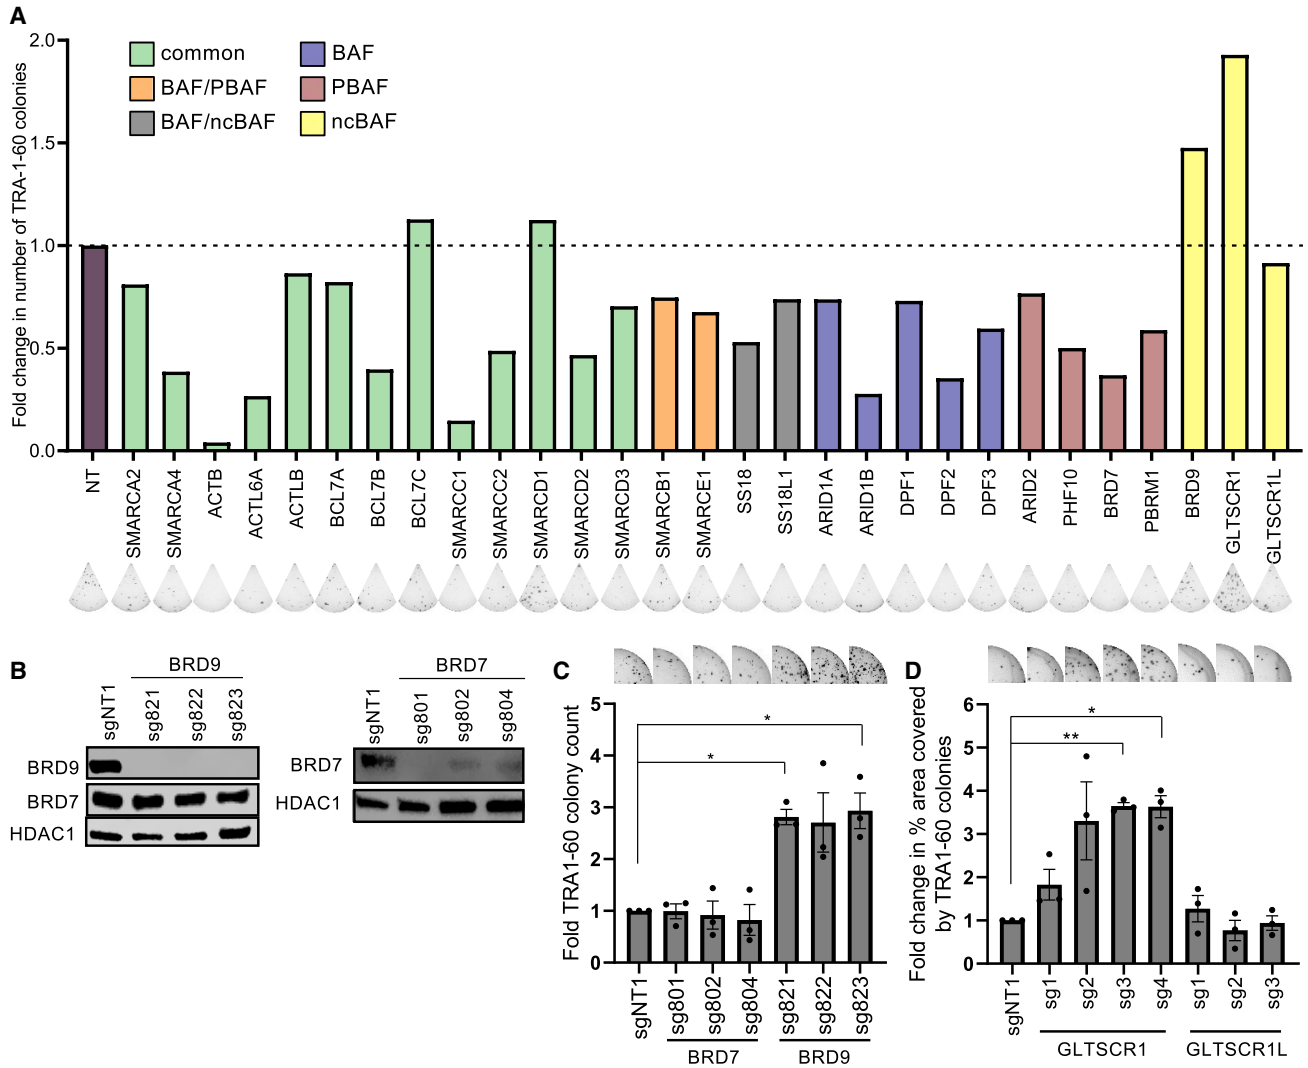 A
Fold change in number of TRA-1-60 colonies
2.0
1.5
1.0
0.5
0.0
common
BAF/PBAF
BAF/ncBAF
BAF
PBAF
ncBAF
NT
SMARCA2
SMARCA4
ACTB
ACTL6A
ACTLB
BCL7A
BCL7B
BCL7C
SMARCC1
SMARCC2
SMARCD1
SMARCD2
SMARCD3
SMARCB1
SMARCE1
SS18
SS18L1
ARID1A
ARID1B
DPF1
DPF2
DPF3
ARID2
PHF10
BRD7
PBRM1
BRD9
GLTSCR1
GLTSCR1L
B
BRD9
sgNT1
sg821
sg822
sg823
BRD9
BRD7
HDAC1
BRD7
sgNT1
sg801
sg802
sg804
BRD7
HDAC1
C
Fold TRA1-60 colony count
5
4
3
2
1
0
*
*
sgNT1
sg801
sg802
sg804
sg821
sg822
sg823
BRD7
BRD9
D
Fold change in % area covered
by TRA1-60 colonies
6
5
4
3
2
1
0
*
**
sgNT1
sg1
sg2
sg3
sg4
sg1
sg2
sg3
GLTSCR1
GLTSCR1L